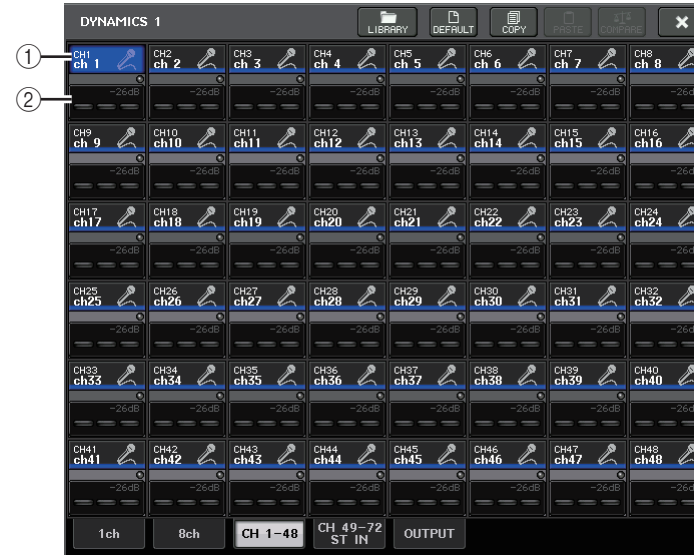 DYNAMICS 1
LIBRARY DEFAULT COPY PASTE COMPARE
① CH1 CH2 CH3 CH4 CH5 CH6 CH7 CH8
ch 1 ch 2 ch 3 ch 4 ch 5 ch 6 ch 7 ch 8
② -26dB -26dB -26dB -26dB -26dB -26dB -26dB -26dB
CH9 CH10 CH11 CH12 CH13 CH14 CH15 CH16
ch 9 ch10 ch11 ch12 ch13 ch14 ch15 ch16
-26dB -26dB -26dB -26dB -26dB -26dB -26dB -26dB
CH17 CH18 CH19 CH20 CH21 CH22 CH23 CH24
ch17 ch18 ch19 ch20 ch21 ch22 ch23 ch24
-26dB -26dB -26dB -26dB -26dB -26dB -26dB -26dB
CH25 CH26 CH27 CH28 CH29 CH30 CH31 CH32
ch25 ch26 ch27 ch28 ch29 ch30 ch31 ch32
-26dB -26dB -26dB -26dB -26dB -26dB -26dB -26dB
CH33 CH34 CH35 CH36 CH37 CH38 CH39 CH40
ch33 ch34 ch35 ch36 ch37 ch38 ch39 ch40
-26dB -26dB -26dB -26dB -26dB -26dB -26dB -26dB
CH41 CH42 CH43 CH44 CH45 CH46 CH47 CH48
ch41 ch42 ch43 ch44 ch45 ch46 ch47 ch48
-26dB -26dB -26dB -26dB -26dB -26dB -26dB -26dB
1ch 8ch CH 1-48 CH 49-72 OUTPUT
ST IN